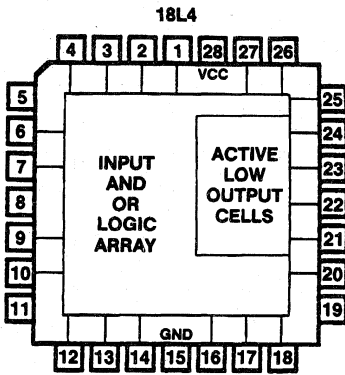 18L4
4 3 2 1 28 27 26
VCC
5 25
6 24
7 23
8 22
9 21
10 20
11 19
INPUT
AND
OR
LOGIC
ARRAY
ACTIVE
LOW
OUTPUT
CELLS
GND
12 13 14 15 16 17 18